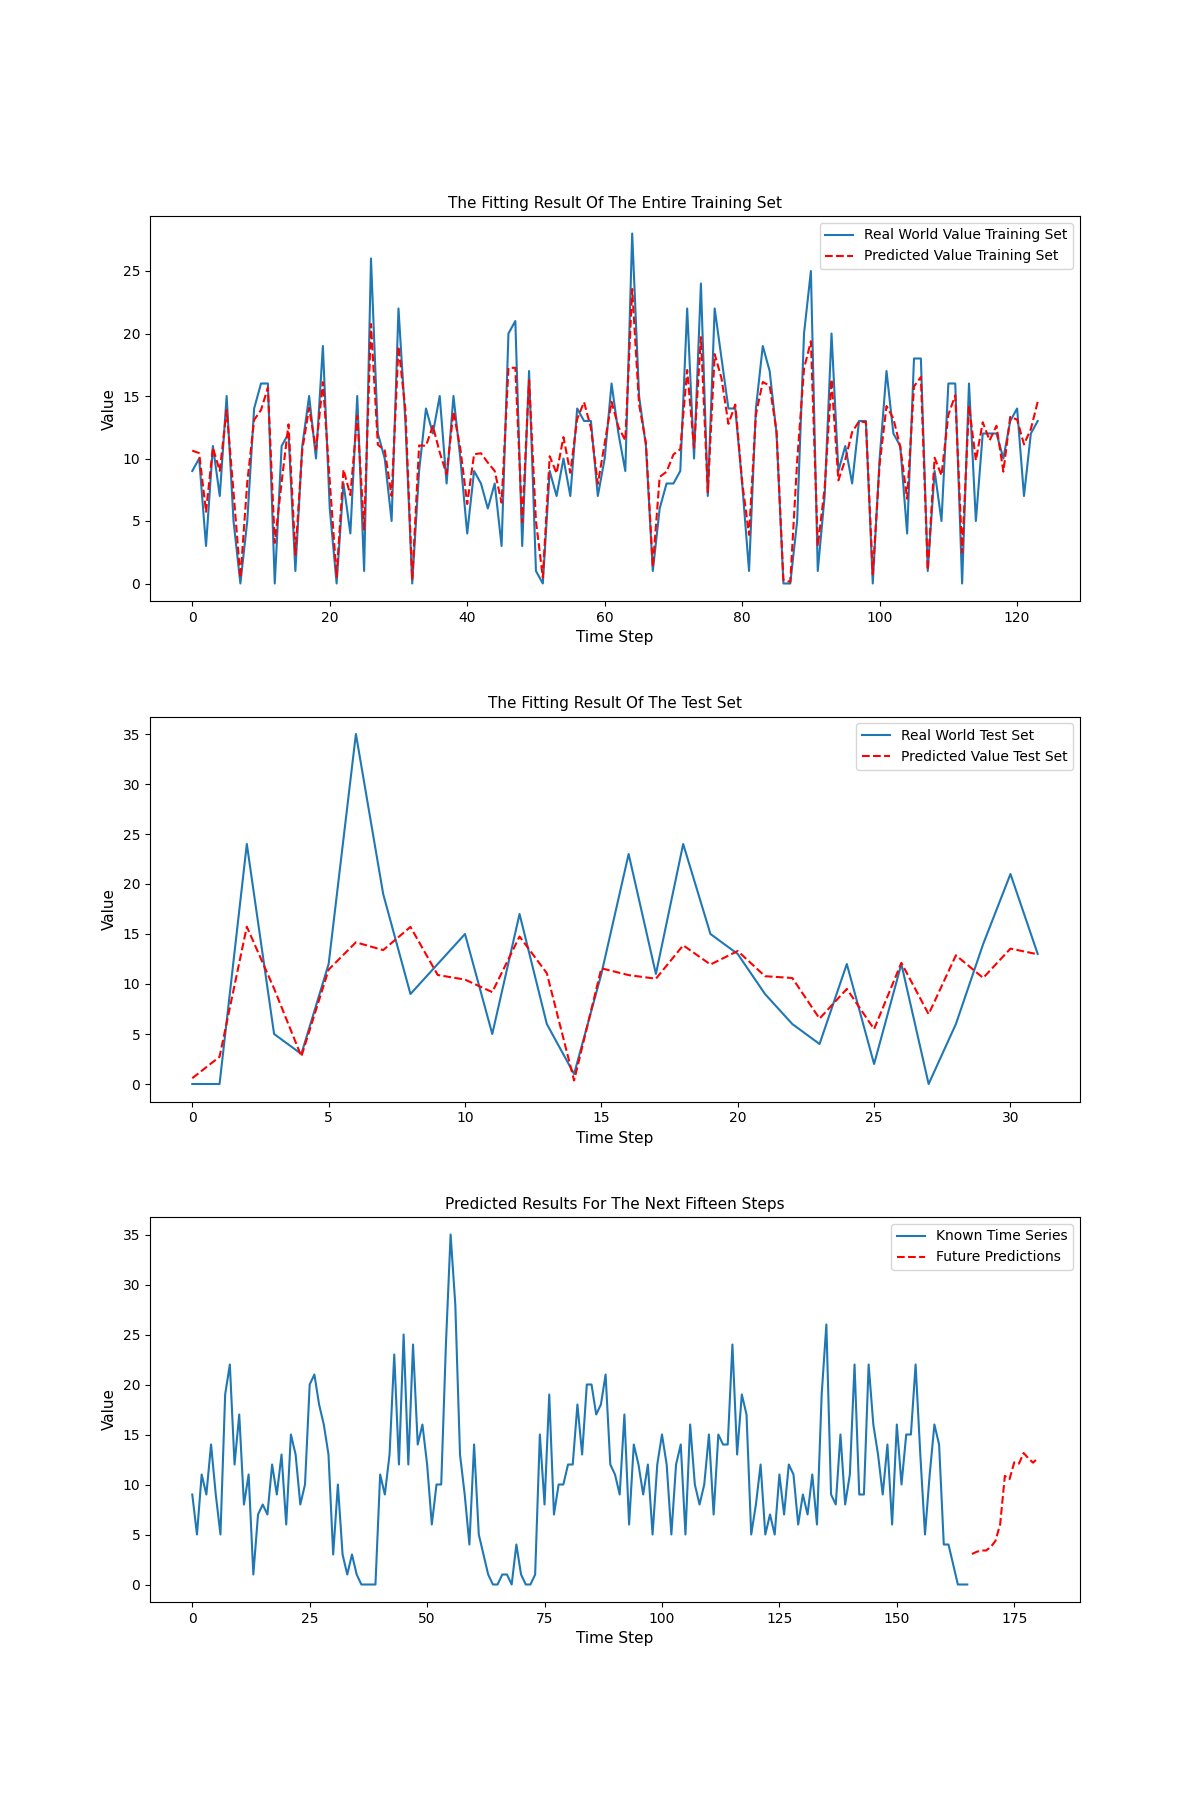 The Fitting Result Of The Entire Training Set
Real World Value Training Set
Predicted Value Training Set
Value
25
20
15
10
5
0
0 20 40 60 80 100 120
Time Step
The Fitting Result Of The Test Set
Real World Test Set
Predicted Value Test Set
Value
35
30
25
20
15
10
5
0
0 5 10 15 20 25 30
Time Step
Predicted Results For The Next Fifteen Steps
Known Time Series
Future Predictions
Value
35
30
25
20
15
10
5
0
0 25 50 75 100 125 150 175
Time Step